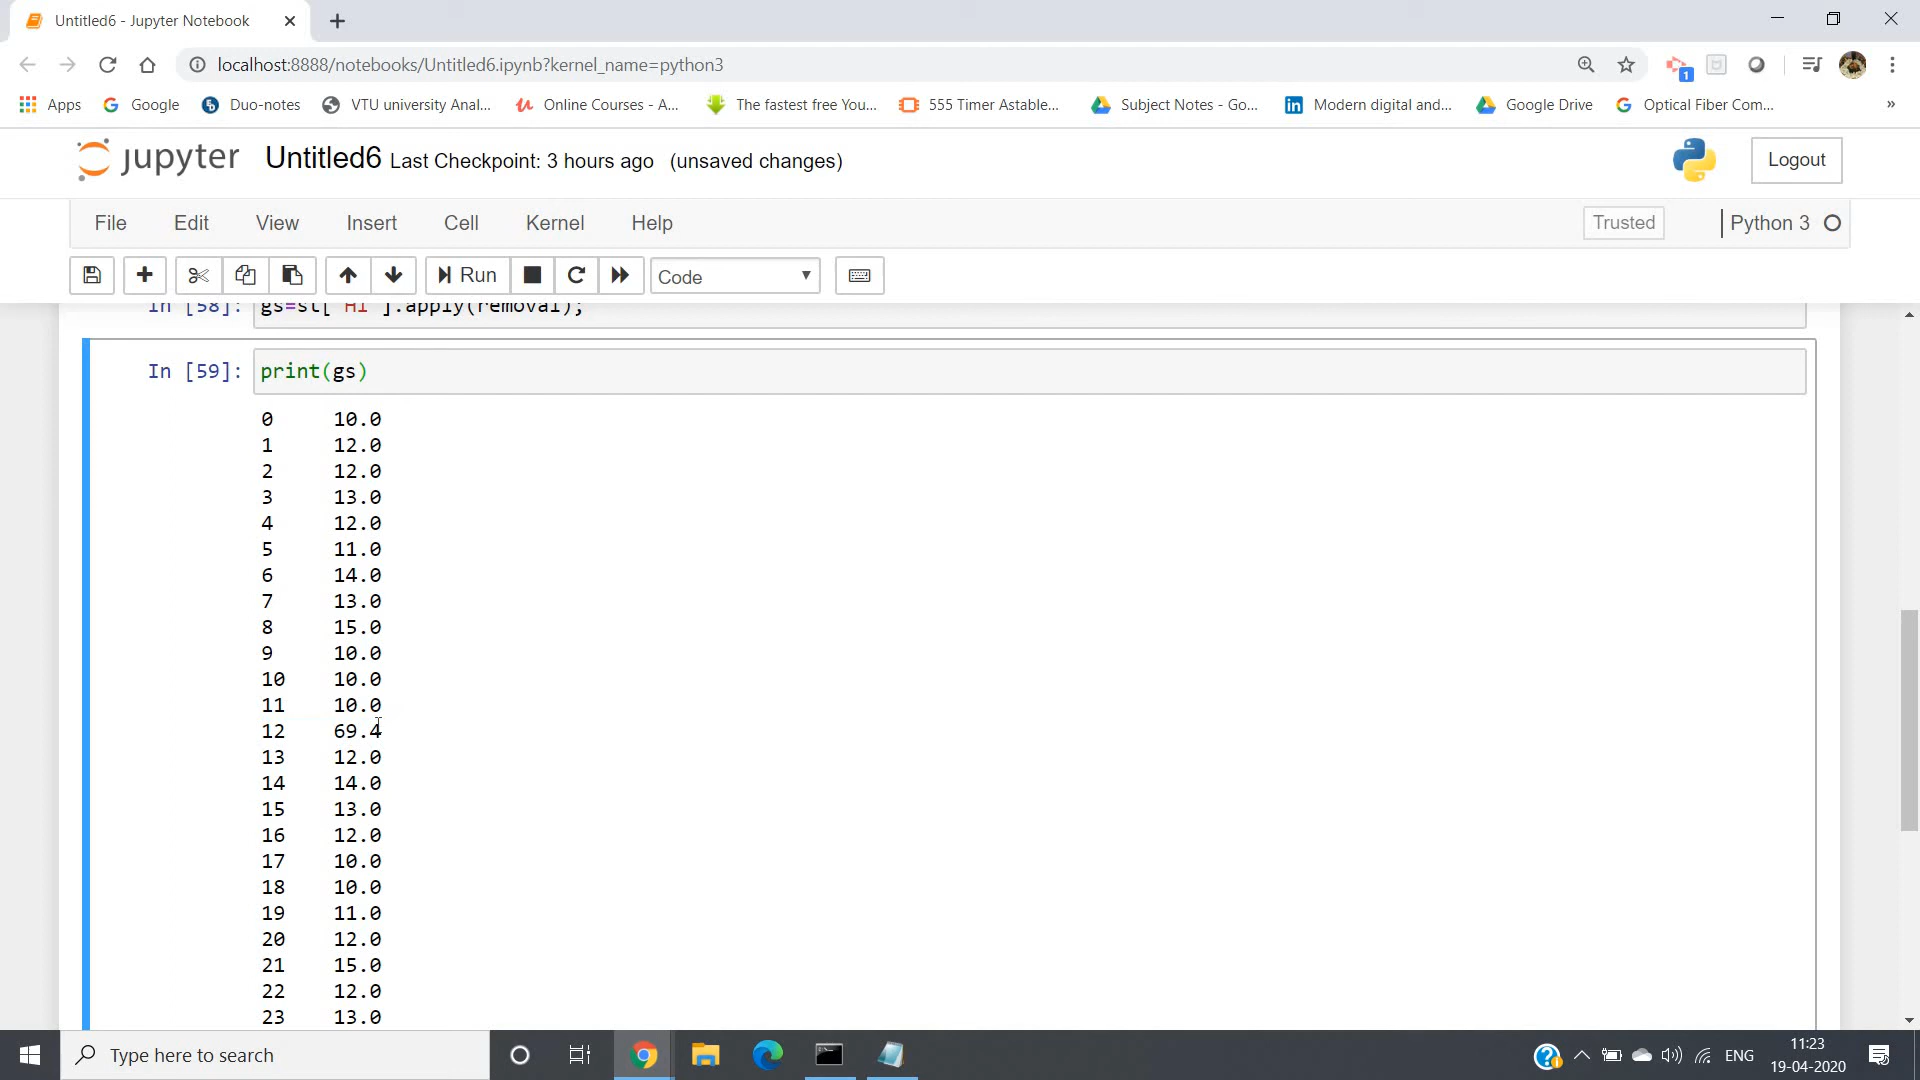 Untitled6 - Jupyter Notebook
localhost:8888/notebooks/Untitled6.ipynb?kernel_name=python3
1
Apps Google Duo-notes VTU university Anal... Online Courses - A... The fastest free You... 555 Timer Astable... Subject Notes - Go... Modern digital and... Google Drive Optical Fiber Com... »
jupyter Untitled6 Last Checkpoint: 3 hours ago (unsaved changes) Logout
File Edit View Insert Cell Kernel Help Trusted Python 3
Run Code
In [58]: gs=st['HI'].apply(removal);
In [59]: print(gs)
0 10.0
1 12.0
2 12.0
3 13.0
4 12.0
5 11.0
6 14.0
7 13.0
8 15.0
9 10.0
10 10.0
11 10.0
12 69.4
13 12.0
14 14.0
15 13.0
16 12.0
17 10.0
18 10.0
19 11.0
20 12.0
21 15.0
22 12.0
23 13.0
Type here to search
ENG
11:23
19-04-2020